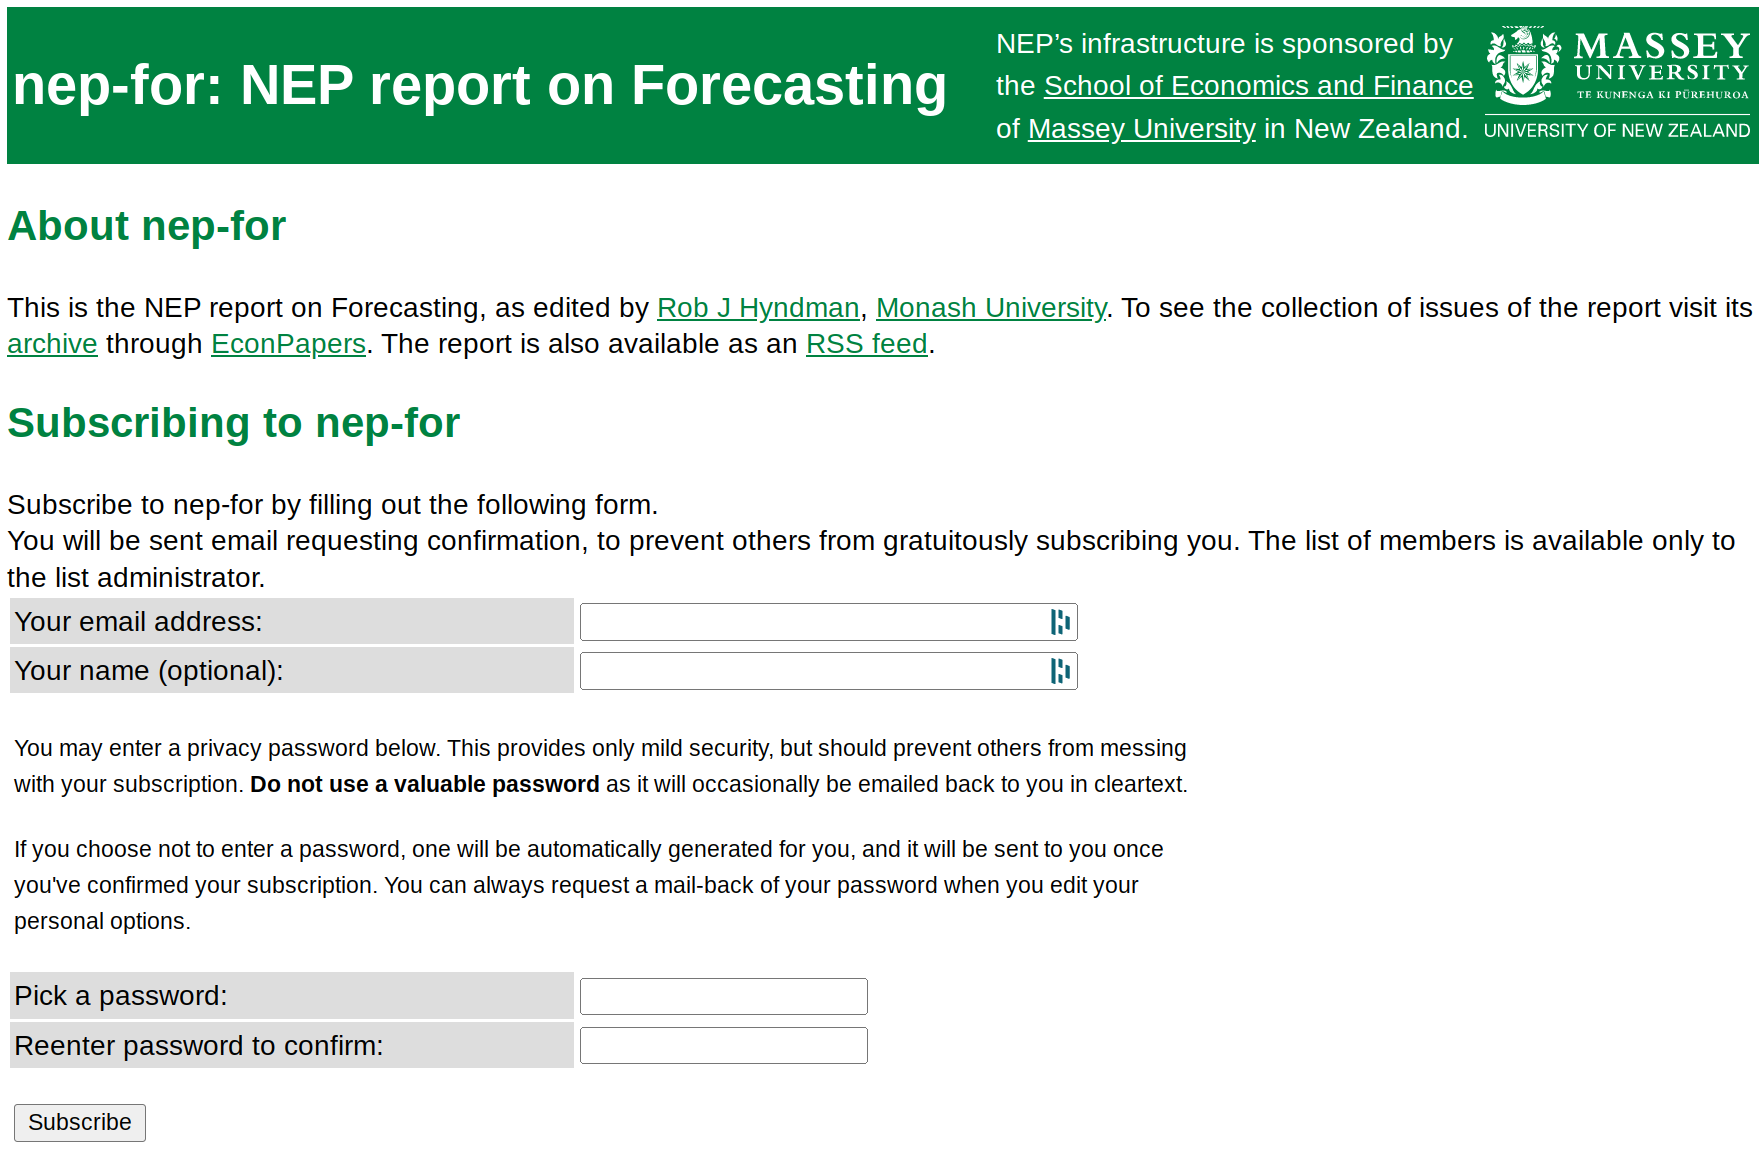 nep-for: NEP report on Forecasting
NEP’s infrastructure is sponsored by
the School of Economics and Finance
of Massey University in New Zealand.
MASSEY
UNIVERSITY
TE KUNENGA KI PŪREHUROA
UNIVERSITY OF NEW ZEALAND
About nep-for
This is the NEP report on Forecasting, as edited by Rob J Hyndman, Monash University. To see the collection of issues of the report visit its
archive through EconPapers. The report is also available as an RSS feed.
Subscribing to nep-for
Subscribe to nep-for by filling out the following form.
You will be sent email requesting confirmation, to prevent others from gratuitously subscribing you. The list of members is available only to
the list administrator.
Your email address:
Your name (optional):
You may enter a privacy password below. This provides only mild security, but should prevent others from messing
with your subscription. Do not use a valuable password as it will occasionally be emailed back to you in cleartext.
If you choose not to enter a password, one will be automatically generated for you, and it will be sent to you once
you've confirmed your subscription. You can always request a mail-back of your password when you edit your
personal options.
Pick a password:
Reenter password to confirm:
Subscribe